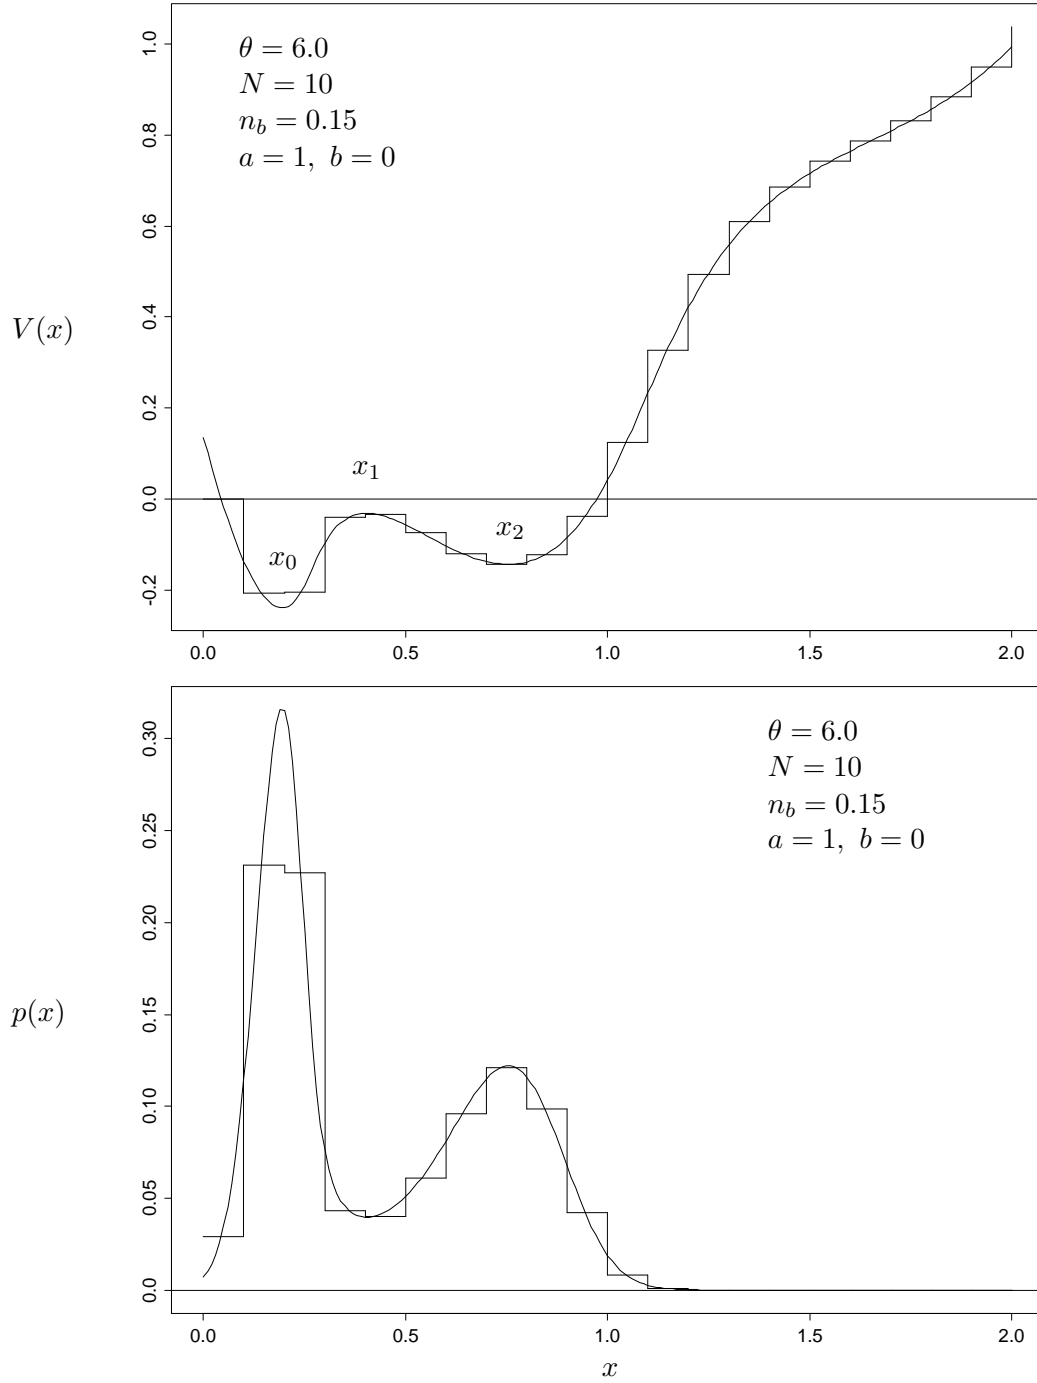 θ = 6.0
N = 10
n_b = 0.15
a = 1, b = 0
1.0
0.8
0.6
0.4
0.2
0.0
-0.2
V(x)
x_1
x_2
x_0
0.0 0.5 1.0 1.5 2.0
θ = 6.0
N = 10
n_b = 0.15
a = 1, b = 0
0.30
0.25
0.20
0.15
0.10
0.05
0.0
p(x)
0.0 0.5 1.0 1.5 2.0
x